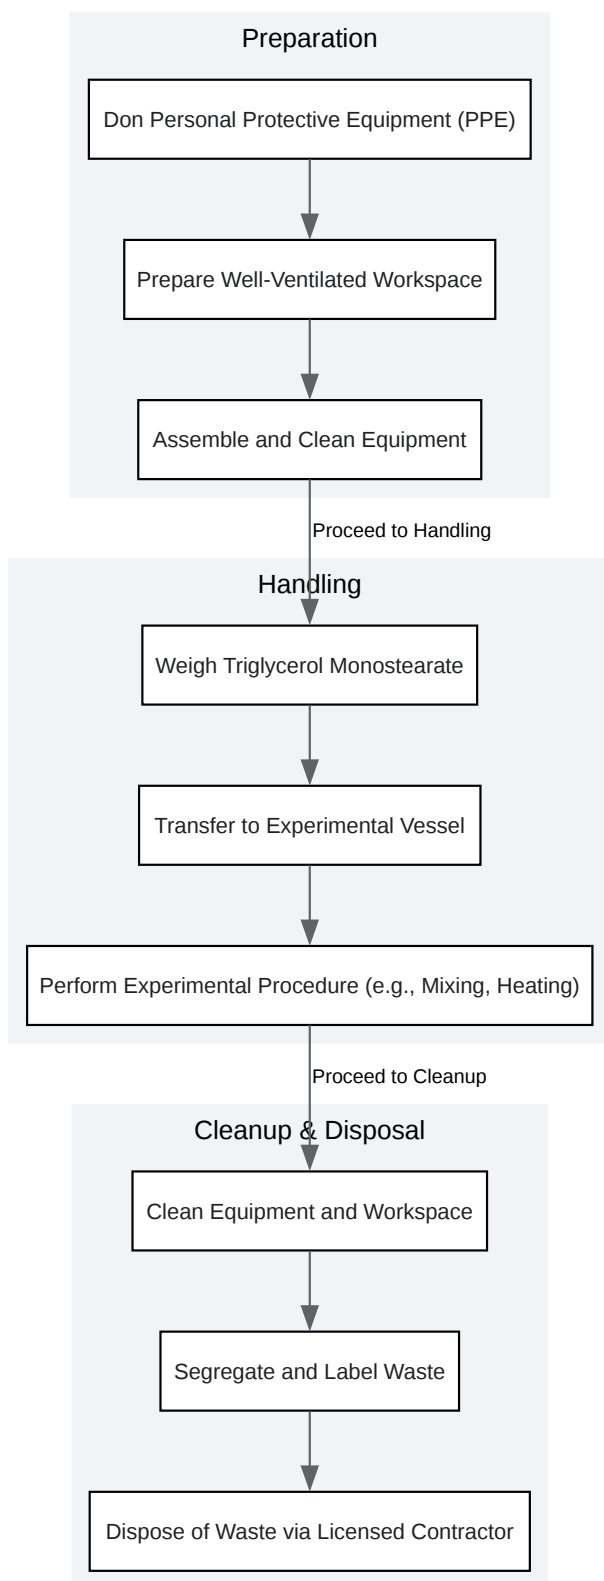 Preparation
Don Personal Protective Equipment (PPE)
Prepare Well-Ventilated Workspace
Assemble and Clean Equipment
Proceed to Handling
Handling
Weigh Triglycerol Monostearate
Transfer to Experimental Vessel
Perform Experimental Procedure (e.g., Mixing, Heating)
Proceed to Cleanup
Cleanup & Disposal
Clean Equipment and Workspace
Segregate and Label Waste
Dispose of Waste via Licensed Contractor